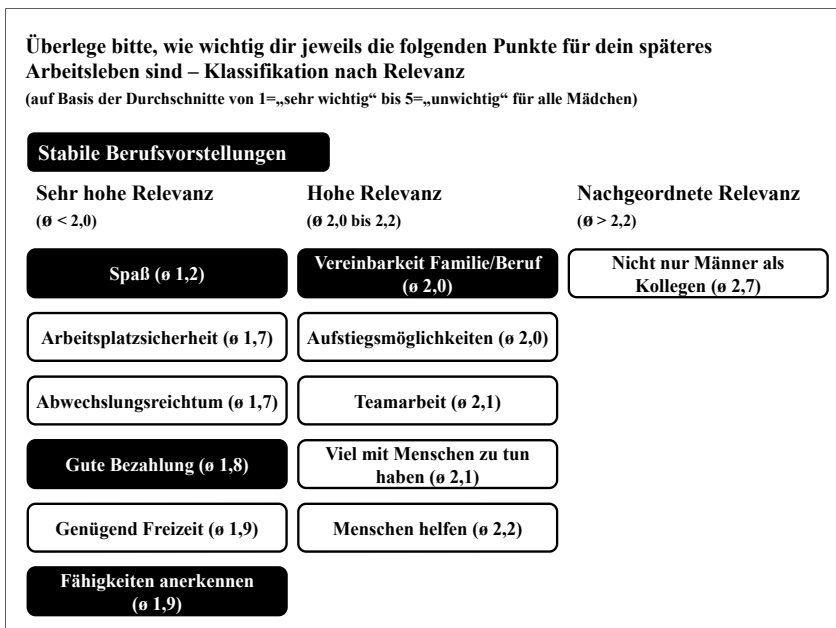 Überlege bitte, wie wichtig dir jeweils die folgenden Punkte für dein späteres
Arbeitsleben sind – Klassifikation nach Relevanz
(auf Basis der Durchschnitte von 1=„sehr wichtig“ bis 5=„unwichtig“ für alle Mädchen)
Stabile Berufsvorstellungen
Sehr hohe Relevanz
(ø < 2,0)
Spaß (ø 1,2)
Arbeitsplatzsicherheit (ø 1,7)
Abwechslungsreichtum (ø 1,7)
Gute Bezahlung (ø 1,8)
Genügend Freizeit (ø 1,9)
Fähigkeiten anerkennen
(ø 1,9)
Hohe Relevanz
(ø 2,0 bis 2,2)
Vereinbarkeit Familie/Beruf
(ø 2,0)
Aufstiegsmöglichkeiten (ø 2,0)
Teamarbeit (ø 2,1)
Viel mit Menschen zu tun
haben (ø 2,1)
Menschen helfen (ø 2,2)
Nachgeordnete Relevanz
(ø > 2,2)
Nicht nur Männer als
Kollegen (ø 2,7)